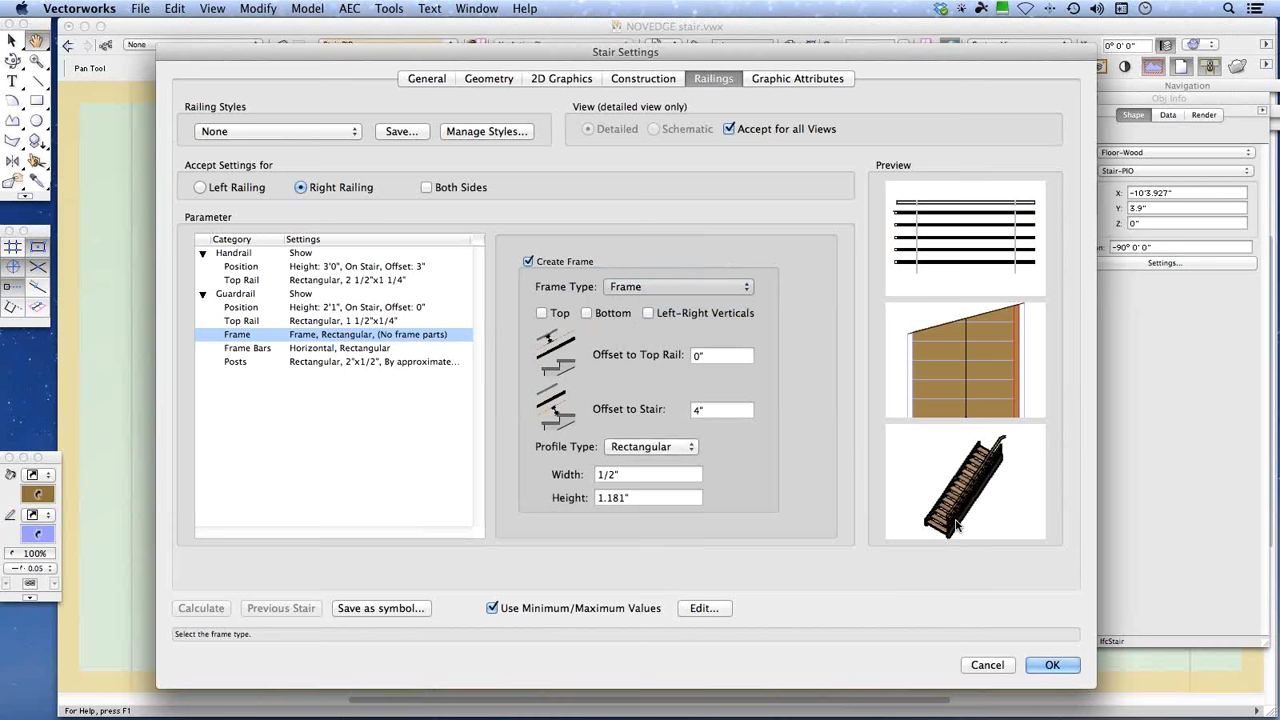 Vectorworks File Edit View Modify Model AEC Tools Text Window Help
NOVEDGE stair.vwx
None
0° 0' 0"
Pan Tool
Stair Settings
General Geometry 2D Graphics Construction Railings Graphic Attributes
Navigation
Obj Info
Shape Data Render
Railing Styles
None Save... Manage Styles...
View (detailed view only)
Detailed Schematic Accept for all Views
Floor-Wood
Stair-PIO
X: -10'3.927"
Y: 3.9"
Z: 0"
on: -90° 0' 0"
Settings...
Accept Settings for
Left Railing Right Railing Both Sides
Preview
Parameter
Category Settings
Handrail Show
Position Height: 3'0", On Stair, Offset: 3"
Top Rail Rectangular, 2 1/2"x1 1/4"
Guardrail Show
Position Height: 2'1", On Stair, Offset: 0"
Top Rail Rectangular, 1 1/2"x1/4"
Frame Frame, Rectangular, (No frame parts)
Frame Bars Horizontal, Rectangular
Posts Rectangular, 2"x1/2", By approximate...
Create Frame
Frame Type: Frame
Top Bottom Left-Right Verticals
Offset to Top Rail: 0"
Offset to Stair: 4"
Profile Type: Rectangular
Width: 1/2"
Height: 1.181"
100%
0.05
Calculate Previous Stair Save as symbol... Use Minimum/Maximum Values Edit...
Select the frame type.
IfcStair
Cancel OK
For Help, press F1